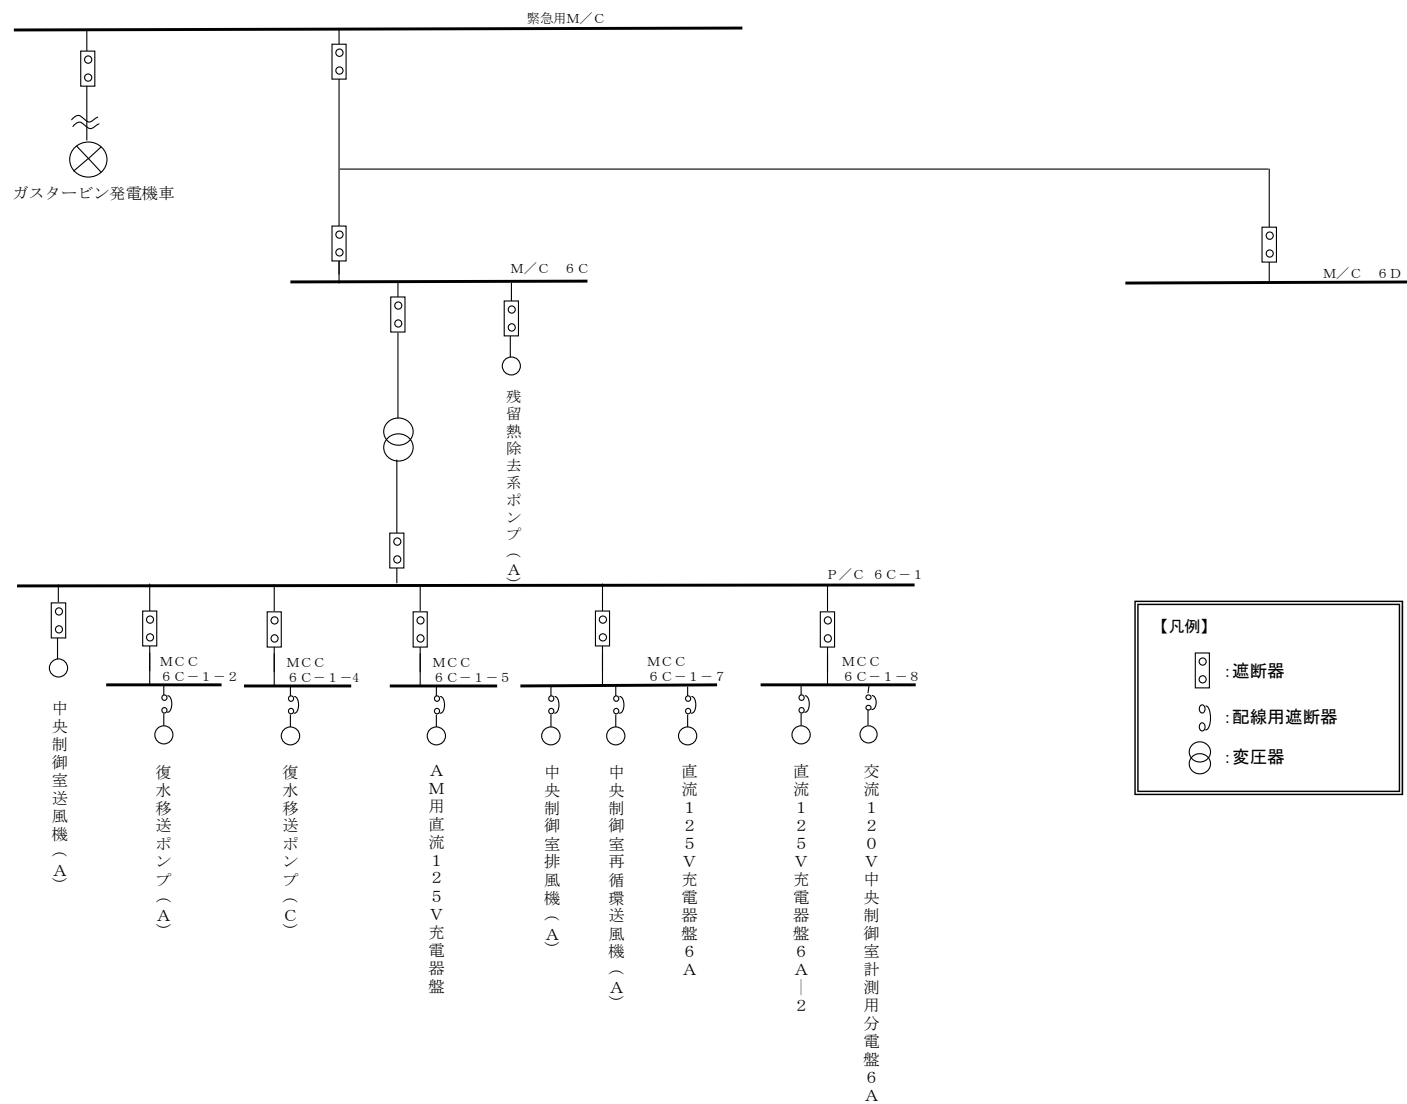 緊急用M／C
ガスタービン発電機車
M／C　６C
M／C　６D
残留熱除去系ポンプ（A）
P／C ６C－１
MCC
６C－１－２
MCC
６C－１－4
MCC
６C－１－５
MCC
６C－１－７
MCC
６C－１－８
中央制御室送風機（A）
復水移送ポンプ（A）
復水移送ポンプ（C）
AM用直流１２５V充電器盤
中央制御室排風機（A）
中央制御室再循環送風機（A）
直流１２５V充電器盤６A
直流１２５V充電器盤６A―２
交流１２０V中央制御室計測用分電盤６A
【凡例】
：遮断器
：配線用遮断器
：変圧器